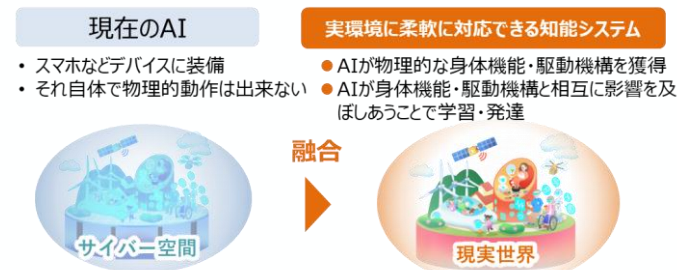 現在のAI
• スマホなどデバイスに装備
• それ自体で物理的動作は出来ない
サイバー空間
融合
実環境に柔軟に対応できる知能システム
●AIが物理的な身体機能・駆動機構を獲得
●AIが身体機能・駆動機構と相互に影響を及
ぼしあうことで学習・発達
現実世界